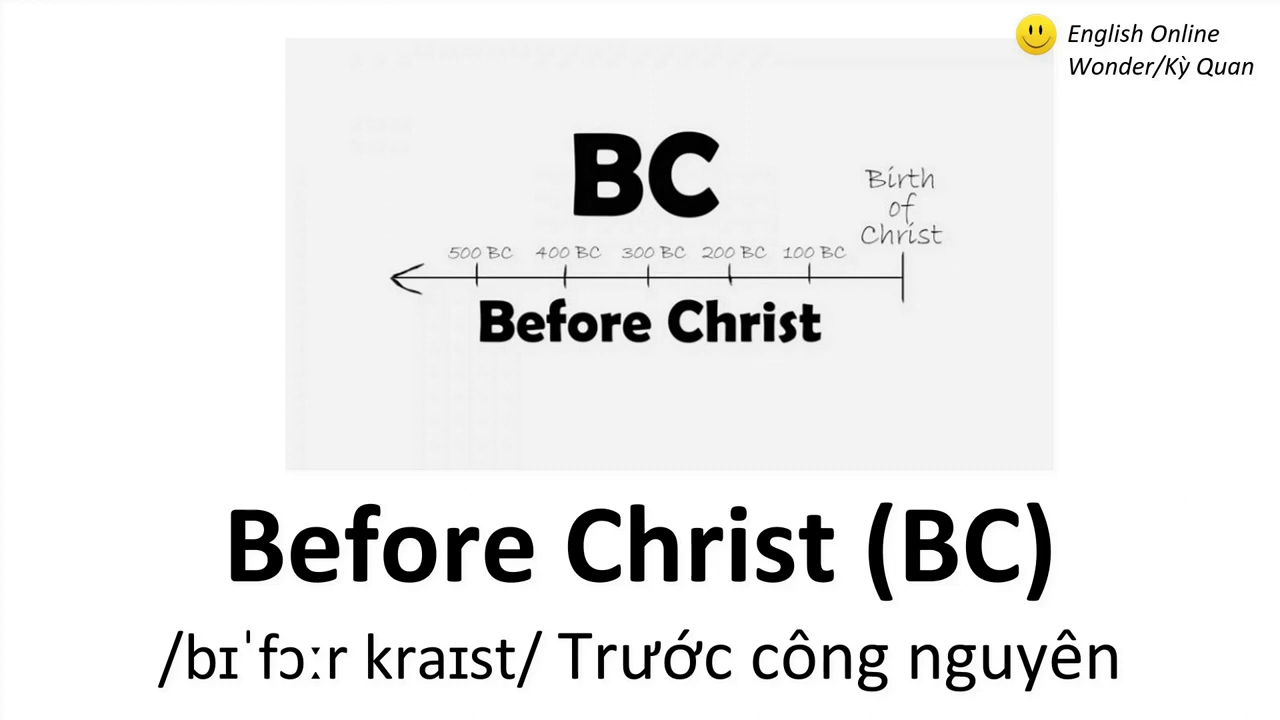 English Online
Wonder/Kỳ Quan
BC
Birth
of
Christ
500 BC 400 BC 300 BC 200 BC 100 BC
Before Christ
Before Christ (BC)
/bɪˈfɔːr kraɪst/ Trước công nguyên